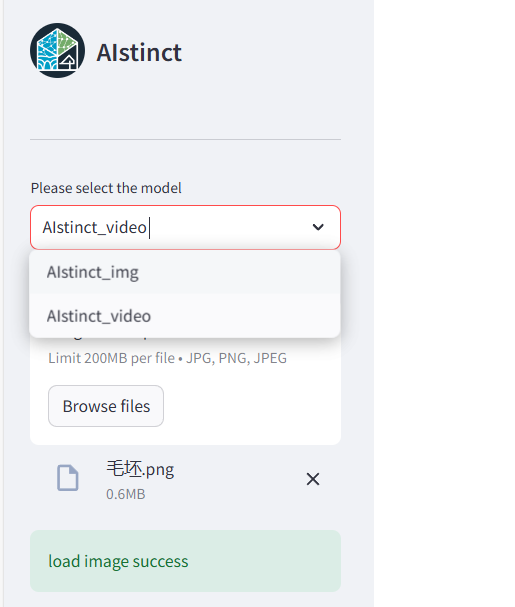 AIstinct
Please select the model
AIstinct_video
AIstinct_img
AIstinct_video
Limit 200MB per file • JPG, PNG, JPEG
Browse files
毛坯.png
0.6MB
load image success